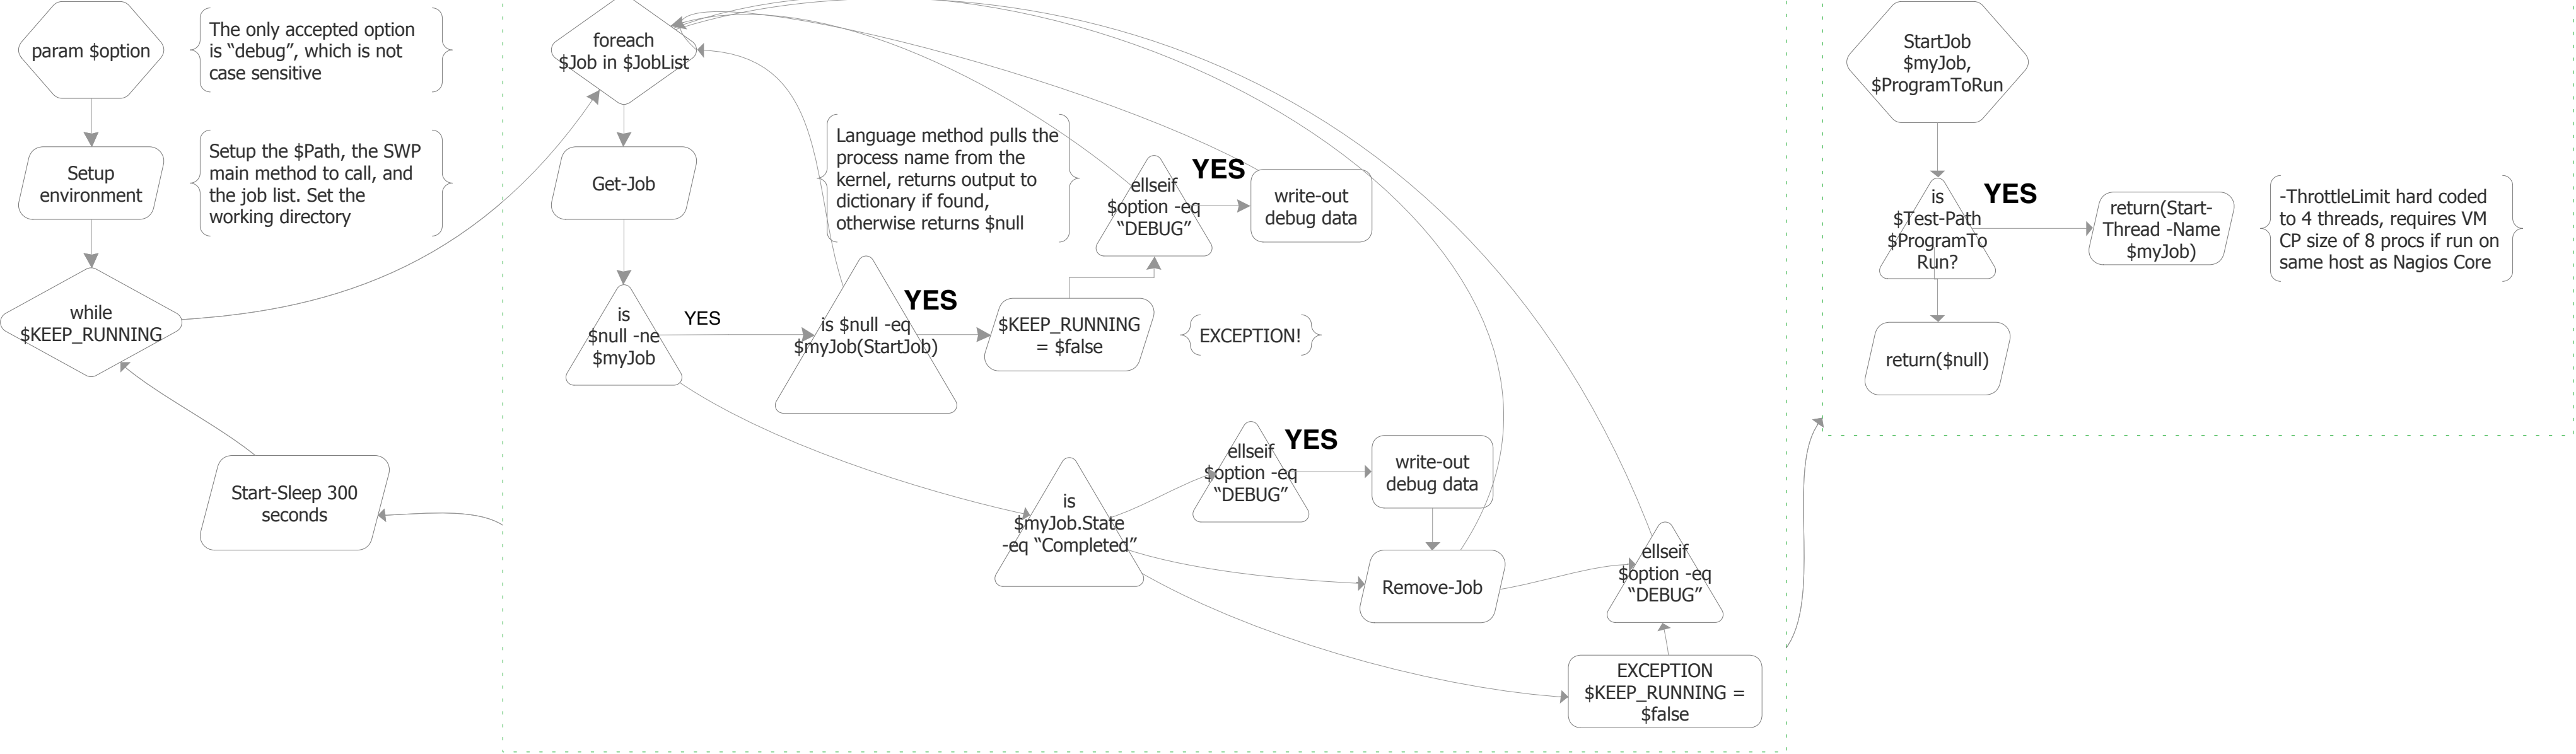 param $option
The only accepted option
is “debug”, which is not
case sensitive
Setup
environment
Setup the $Path, the SWP
main method to call, and
the job list. Set the
working directory
while
$KEEP_RUNNING
Start-Sleep 300
seconds
foreach
$Job in $JobList
Get-Job
is
$null -ne
$myJob
YES
Language method pulls the
process name from the
kernel, returns output to
dictionary if found,
otherwise returns $null
is $null -eq
$myJob(StartJob)
YES
$KEEP_RUNNING
= $false
EXCEPTION!
ellseif
$option -eq
“DEBUG”
YES
write-out
debug data
is
$myJob.State
-eq “Completed”
ellseif
$option -eq
“DEBUG”
YES
write-out
debug data
Remove-Job
ellseif
$option -eq
“DEBUG”
EXCEPTION
$KEEP_RUNNING =
$false
StartJob
$myJob,
$ProgramToRun
is
$Test-Path
$ProgramTo
Run?
YES
return(Start-
Thread -Name
$myJob)
-ThrottleLimit hard coded
to 4 threads, requires VM
CP size of 8 procs if run on
same host as Nagios Core
return($null)